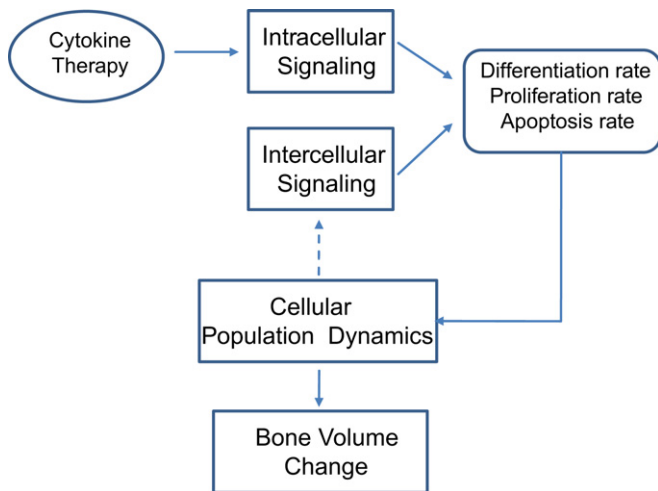 Cytokine
Therapy
Intracellular
Signaling
Differentiation rate
Proliferation rate
Apoptosis rate
Intercellular
Signaling
Cellular
Population Dynamics
Bone Volume
Change